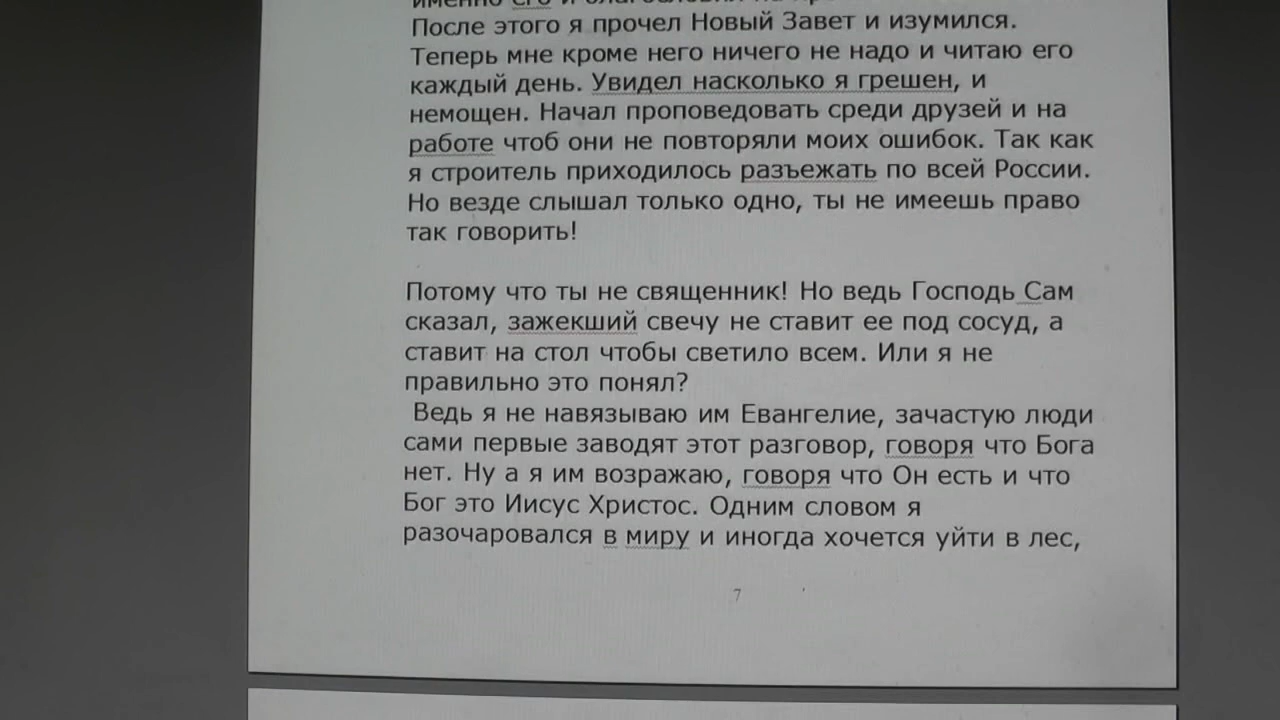 После этого я прочел Новый Завет и изумился.
Теперь мне кроме него ничего не надо и читаю его
каждый день. Увидел насколько я грешен, и
немощен. Начал проповедовать среди друзей и на
работе чтоб они не повторяли моих ошибок. Так как
я строитель приходилось разъежать по всей России.
Но везде слышал только одно, ты не имеешь право
так говорить!
Потому что ты не священник! Но ведь Господь Сам
сказал, зажекший свечу не ставит ее под сосуд, а
ставит на стол чтобы светило всем. Или я не
правильно это понял?
Ведь я не навязываю им Евангелие, зачастую люди
сами первые заводят этот разговор, говоря что Бога
нет. Ну а я им возражаю, говоря что Он есть и что
Бог это Иисус Христос. Одним словом я
разочаровался в миру и иногда хочется уйти в лес,
7